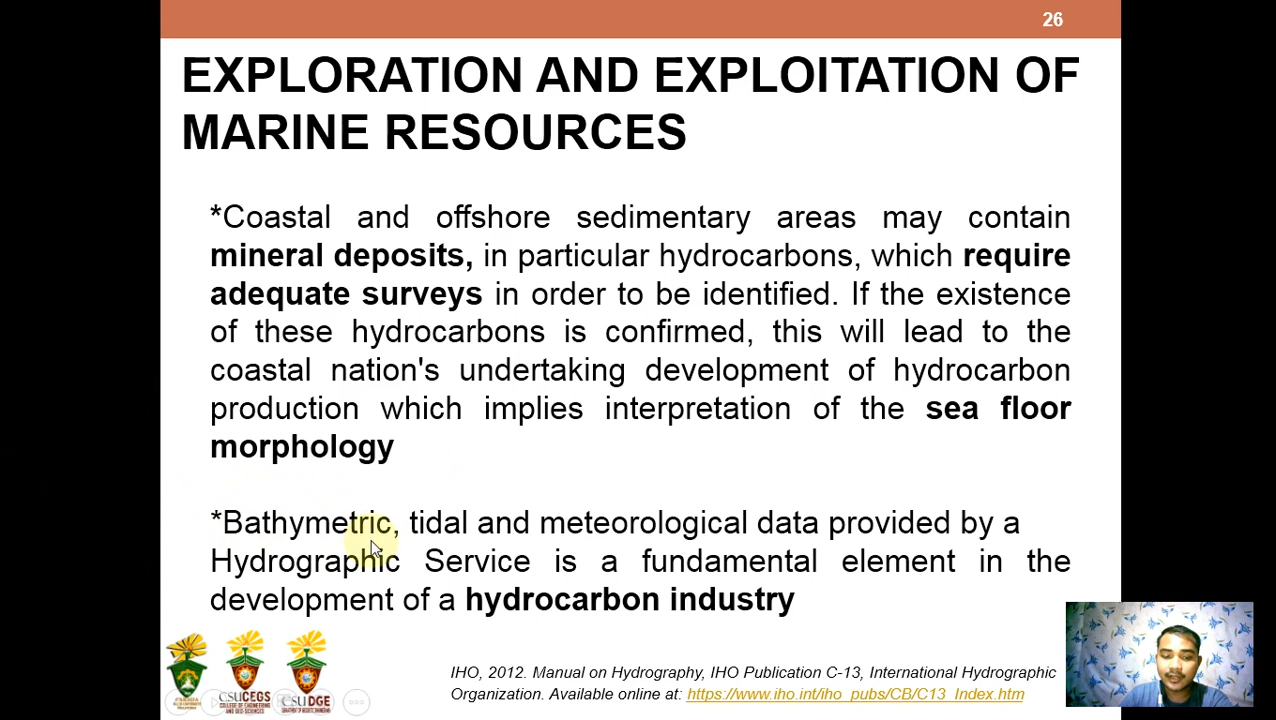 26
EXPLORATION AND EXPLOITATION OF
MARINE RESOURCES
*Coastal and offshore sedimentary areas may contain
mineral deposits, in particular hydrocarbons, which require
adequate surveys in order to be identified. If the existence
of these hydrocarbons is confirmed, this will lead to the
coastal nation's undertaking development of hydrocarbon
production which implies interpretation of the sea floor
morphology
*Bathymetric, tidal and meteorological data provided by a
Hydrographic Service is a fundamental element in the
development of a hydrocarbon industry
IHO, 2012. Manual on Hydrography, IHO Publication C-13, International Hydrographic
Organization. Available online at: https://www.iho.int/iho_pubs/CB/C13_Index.htm
CSUCEGS
CSUDGE